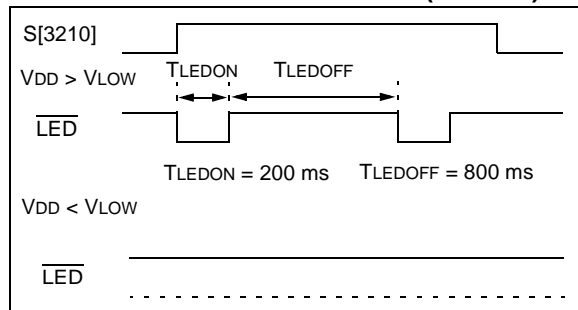 S[3210]
VDD > VLOW TLEDON TLEDOFF
LED
TLEDON = 200 ms TLEDOFF = 800 ms
VDD < VLOW
LED